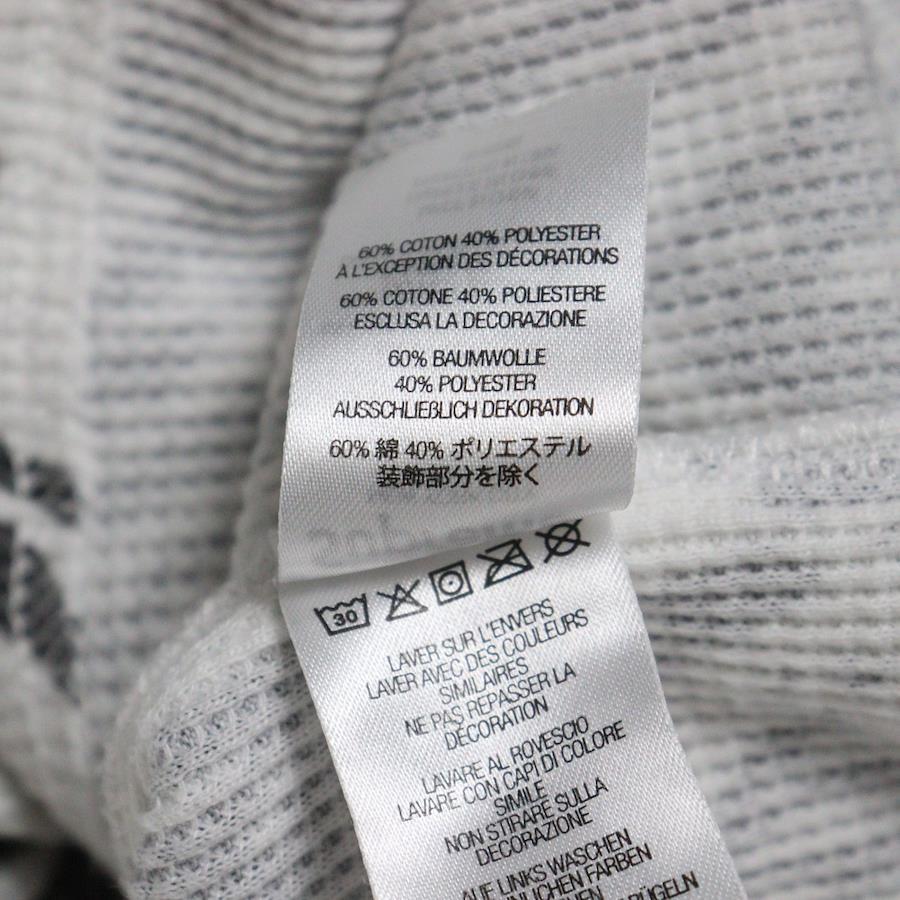 60% COTON 40% POLYESTER
À L'EXCEPTION DES DÉCORATIONS
60% COTONE 40% POLIESTERE
ESCLUSA LA DECORAZIONE
60% BAUMWOLLE
40% POLYESTER
AUSSCHLIEẞLICH DEKORATION
60% 綿 40% ポリエステル
装飾部分を除く
30
LAVER SUR L'ENVERS
LAVER AVEC DES COULEURS
SIMILAIRES
NE PAS REPASSER LA
DÉCORATION
LAVARE AL ROVESCIO
LAVARE CON CAPI DI COLORE
SIMILE
NON STIRARE SULLA
DECORAZIONE
AUF LINKS WASCHEN
FARBEN